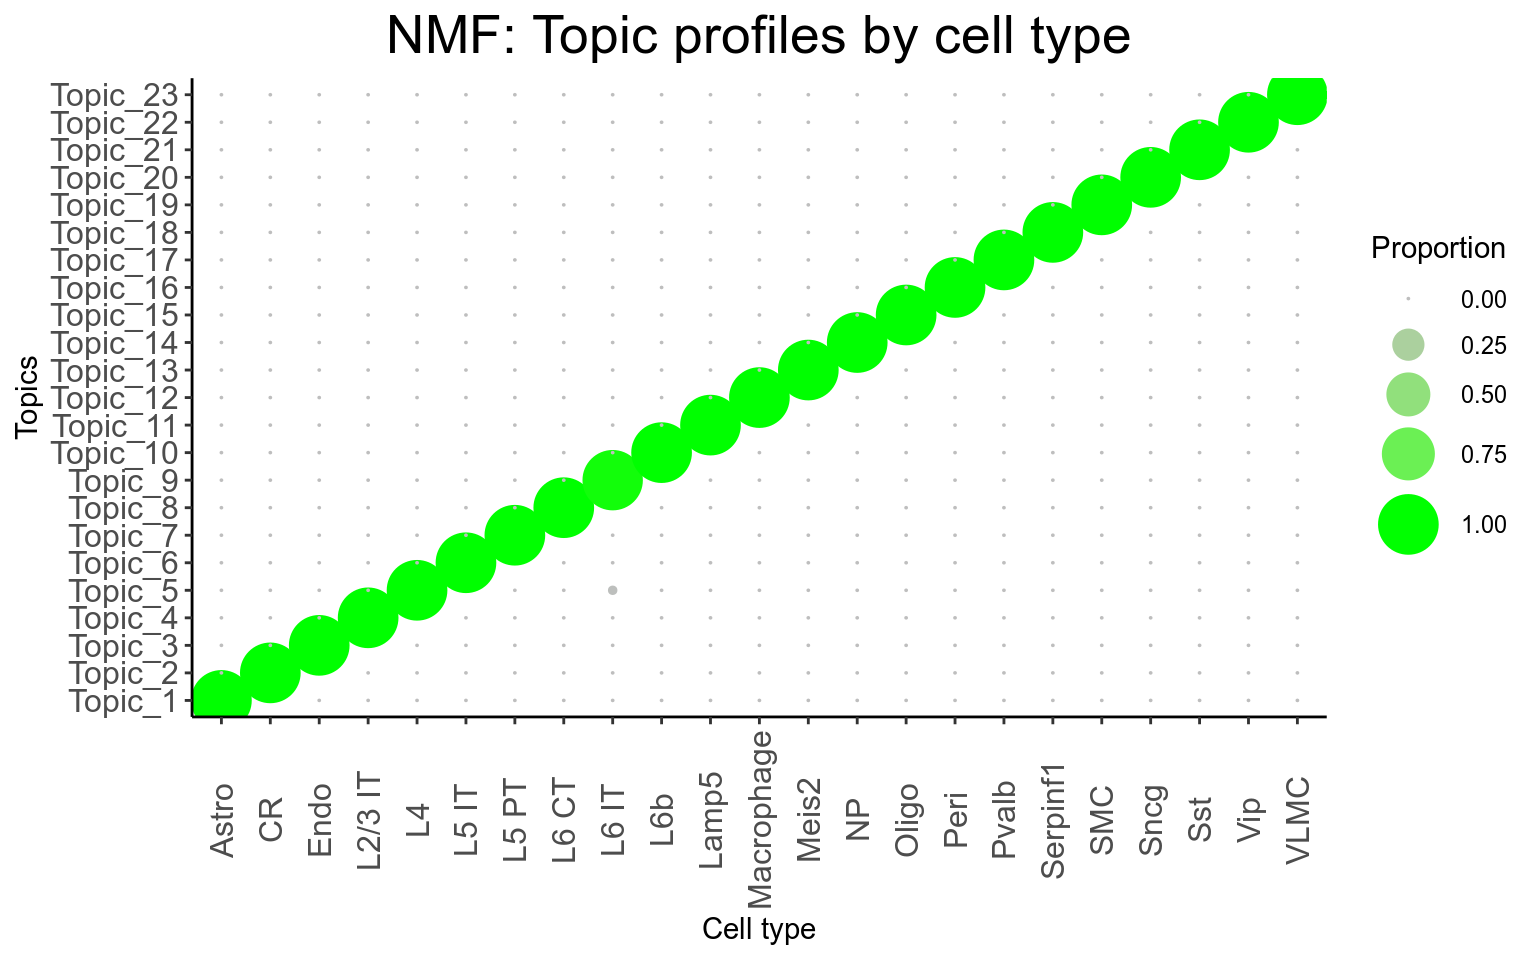 NMF: Topic profiles by cell type
Topics
Topic_23
Topic_22
Topic_21
Topic_20
Topic_19
Topic_18
Topic_17
Topic_16
Topic_15
Topic_14
Topic_13
Topic_12
Topic_11
Topic_10
Topic_9
Topic_8
Topic_7
Topic_6
Topic_5
Topic_4
Topic_3
Topic_2
Topic_1
Astro
CR
Endo
L2/3 IT
L4
L5 IT
L5 PT
L6 CT
L6 IT
L6b
Lamp5
Macrophage
Meis2
NP
Oligo
Peri
Pvalb
Serpinf1
SMC
Sncg
Sst
Vip
VLMC
Cell type
Proportion
0.00
0.25
0.50
0.75
1.00